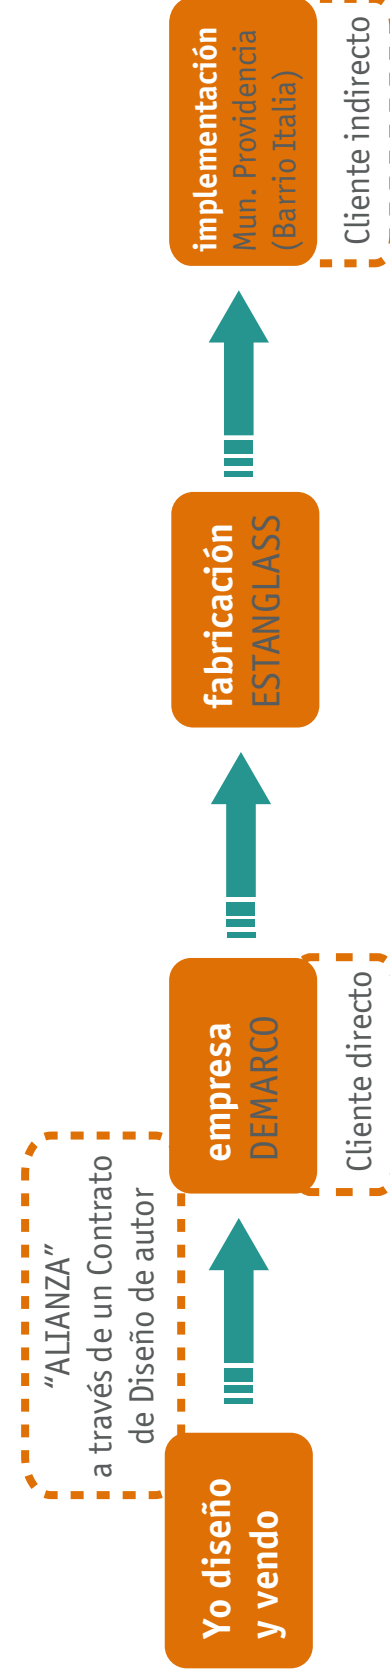 “ALIANZA”
a través de un Contrato
de Diseño de autor
Yo diseño
y vendo
empresa
DEMARCO
Cliente directo
fabricación
ESTANGLASS
implementación
Mun. Providencia
(Barrio Italia)
Cliente indirecto